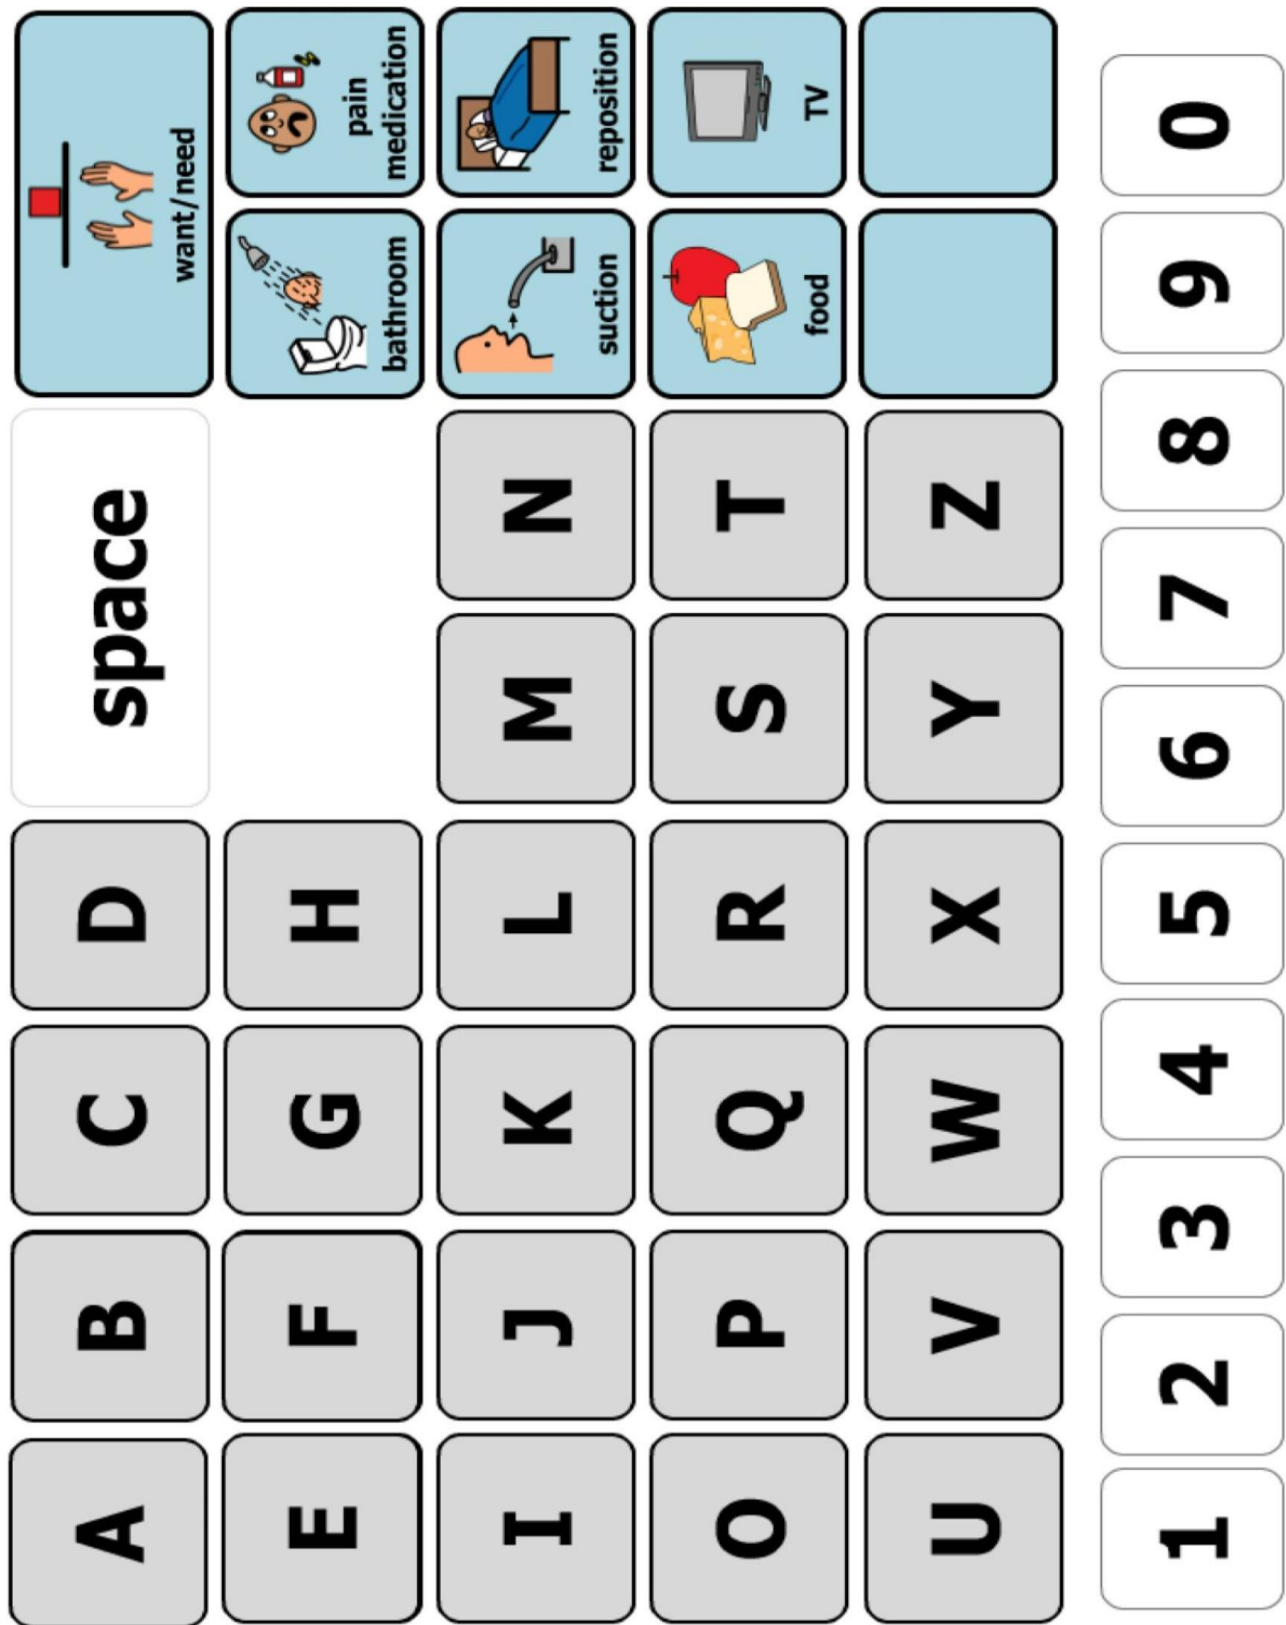 A B C D space want/need
E F G H bathroom pain
medication
I J K L M N suction reposition
O P Q R S T food TV
U V W X Y Z
1 2 3 4 5 6 7 8 9 0